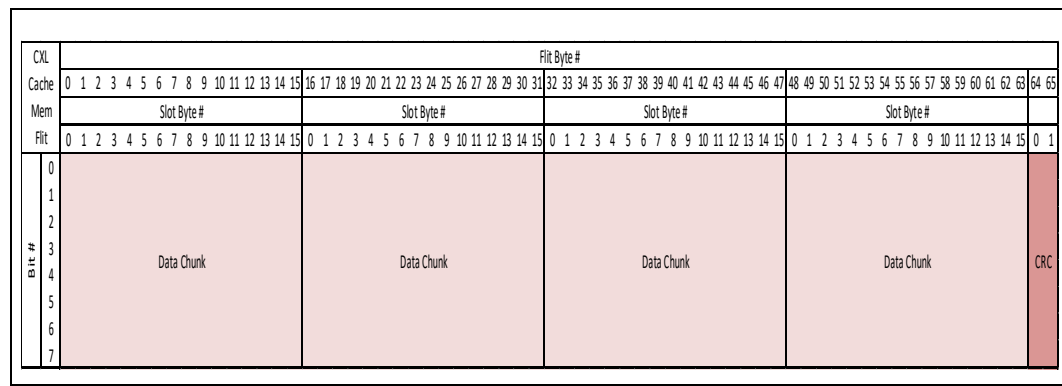 CXL Flit Byte #
Cache 0 1 2 3 4 5 6 7 8 9 10 11 12 13 14 15 16 17 18 19 20 21 22 23 24 25 26 27 28 29 30 31 32 33 34 35 36 37 38 39 40 41 42 43 44 45 46 47 48 49 50 51 52 53 54 55 56 57 58 59 60 61 62 63 64 65
Mem Slot Byte # Slot Byte # Slot Byte # Slot Byte #
Flit 0 1 2 3 4 5 6 7 8 9 10 11 12 13 14 15 0 1 2 3 4 5 6 7 8 9 10 11 12 13 14 15 0 1 2 3 4 5 6 7 8 9 10 11 12 13 14 15 0 1 2 3 4 5 6 7 8 9 10 11 12 13 14 15 0 1
Bit #
0
1
2
3
Data Chunk Data Chunk Data Chunk Data Chunk CRC
4
5
6
7